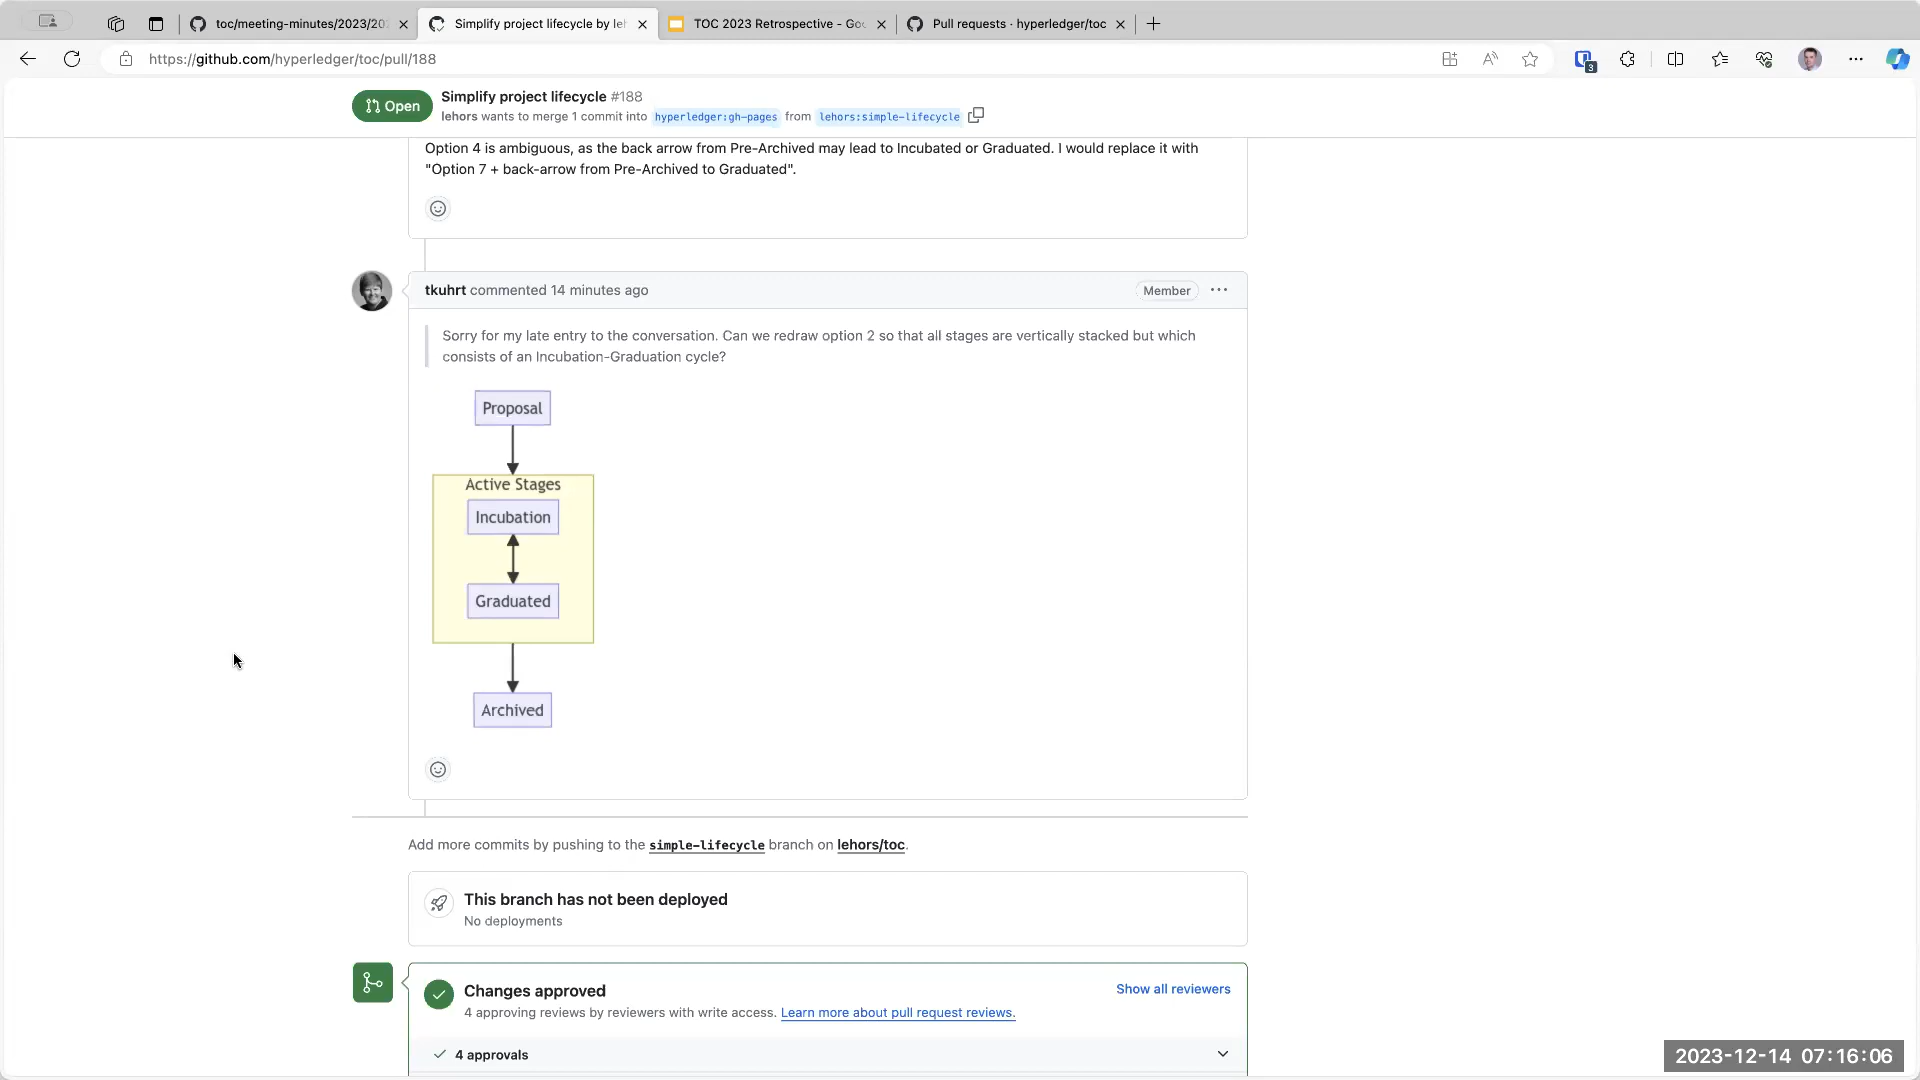 toc/meeting-minutes/2023/202
Simplify project lifecycle by leh
TOC 2023 Retrospective - Goo
Pull requests · hyperledger/toc
https://github.com/hyperledger/toc/pull/188
3
Open
Simplify project lifecycle #188
lehors wants to merge 1 commit into hyperledger:gh-pages from lehors:simple-lifecycle
Option 4 is ambiguous, as the back arrow from Pre-Archived may lead to Incubated or Graduated. I would replace it with
"Option 7 + back-arrow from Pre-Archived to Graduated".
tkuhrt commented 14 minutes ago
Member
Sorry for my late entry to the conversation. Can we redraw option 2 so that all stages are vertically stacked but which
consists of an Incubation-Graduation cycle?
Proposal
Active Stages
Incubation
Graduated
Archived
Add more commits by pushing to the simple-lifecycle branch on lehors/toc.
This branch has not been deployed
No deployments
Changes approved
Show all reviewers
4 approving reviews by reviewers with write access. Learn more about pull request reviews.
4 approvals
2023-12-14 07:16:06